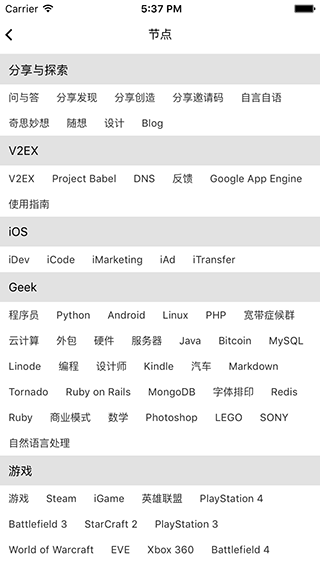 Carrier 5:37 PM
节点
分享与探索
问与答 分享发现 分享创造 分享邀请码 自言自语
奇思妙想 随想 设计 Blog
V2EX
V2EX Project Babel DNS 反馈 Google App Engine
使用指南
iOS
iDev iCode iMarketing iAd iTransfer
Geek
程序员 Python Android Linux PHP 宽带症候群
云计算 外包 硬件 服务器 Java Bitcoin MySQL
Linode 编程 设计师 Kindle 汽车 Markdown
Tornado Ruby on Rails MongoDB 字体排印 Redis
Ruby 商业模式 数学 Photoshop LEGO SONY
自然语言处理
游戏
游戏 Steam iGame 英雄联盟 PlayStation 4
Battlefield 3 StarCraft 2 PlayStation 3
World of Warcraft EVE Xbox 360 Battlefield 4